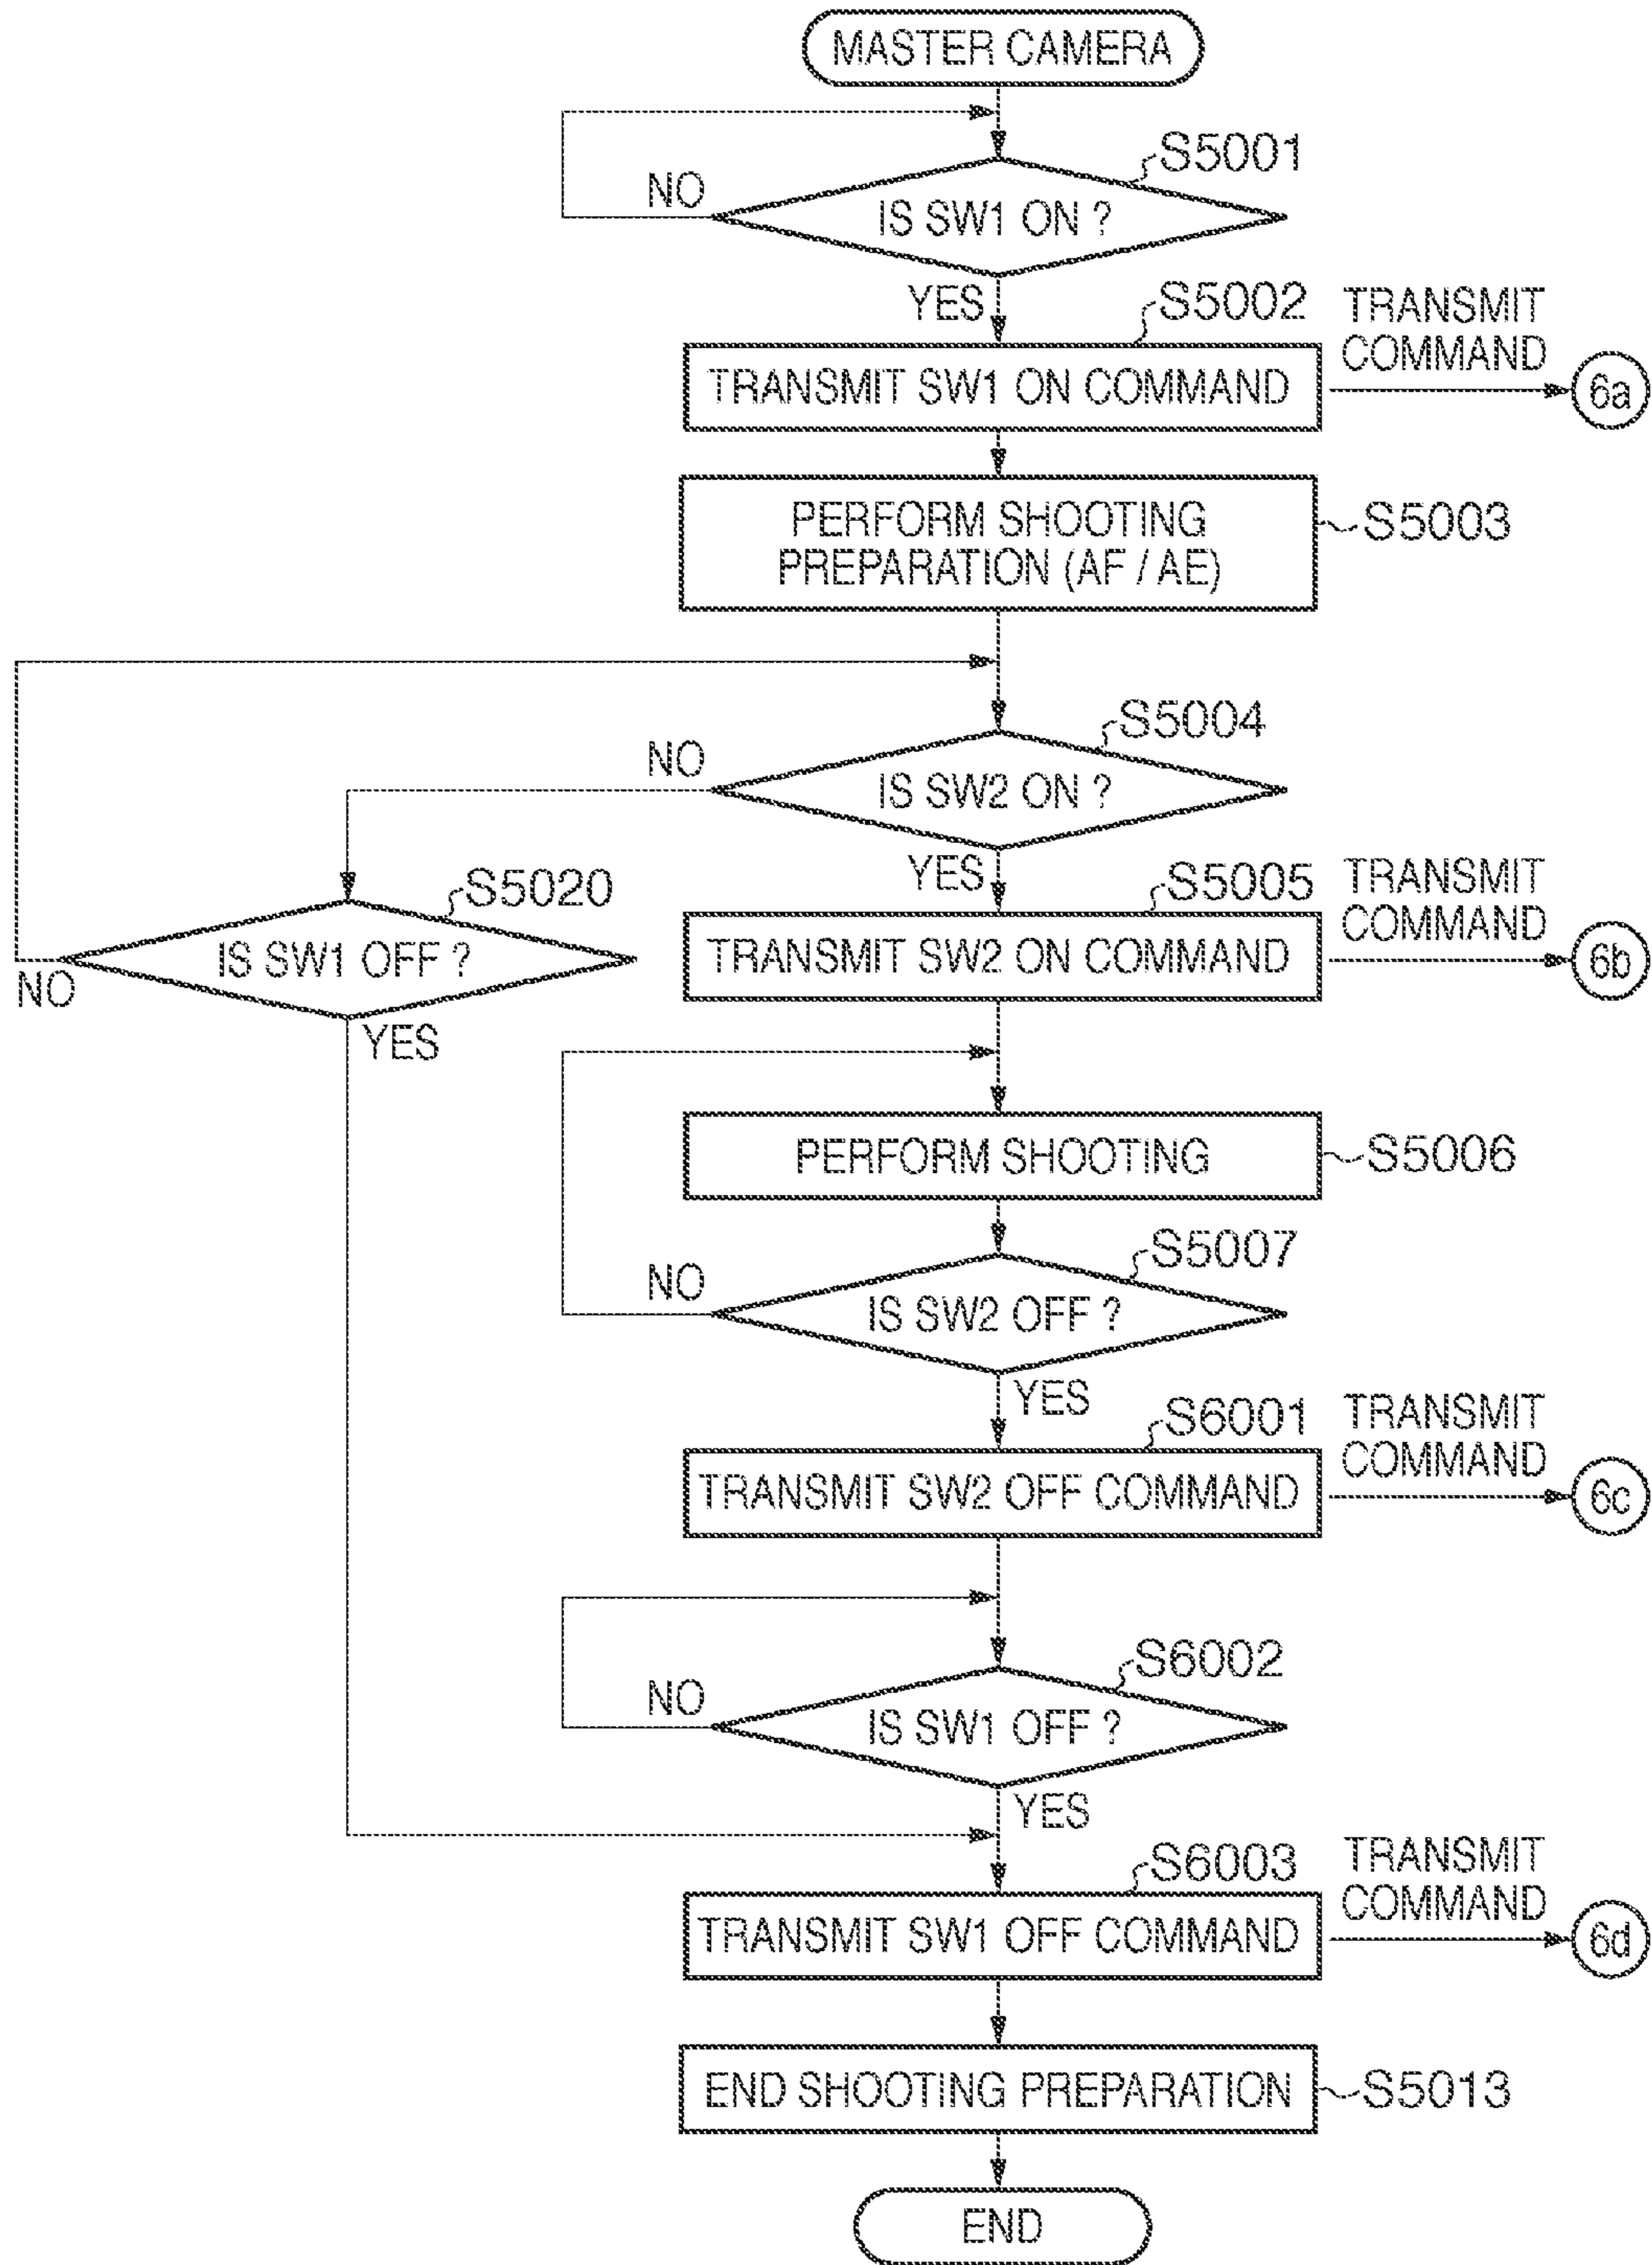 MASTER CAMERA
S5001
NO
IS SW1 ON ?
YES
S5002
TRANSMIT
COMMAND
TRANSMIT SW1 ON COMMAND
6a
PERFORM SHOOTING
PREPARATION (AF / AE)
S5003
S5004
NO
IS SW2 ON ?
YES
S5020
S5005
TRANSMIT
COMMAND
IS SW1 OFF ?
TRANSMIT SW2 ON COMMAND
6b
NO
YES
PERFORM SHOOTING
S5006
S5007
NO
IS SW2 OFF ?
YES
S6001
TRANSMIT
COMMAND
TRANSMIT SW2 OFF COMMAND
6c
S6002
NO
IS SW1 OFF ?
YES
S6003
TRANSMIT
COMMAND
TRANSMIT SW1 OFF COMMAND
6d
END SHOOTING PREPARATION
S5013
END